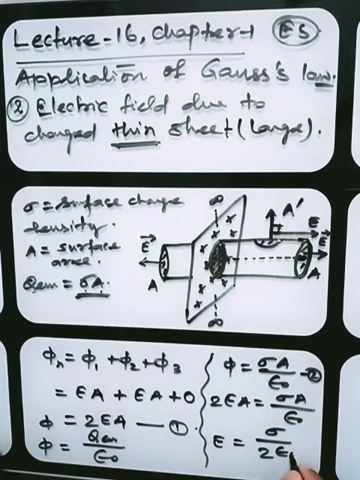 Lecture-16, chapter-1 ES
Application of Gauss's law.
② Electric field due to
charged thin sheet (Large).
σ = surface charge
density.
A = surface
area.
Qen = σA.
∞
A'
E
E
E
A
A
∞
Φn = Φ1 + Φ2 + Φ3
= EA + EA + 0
Φ = 2EA — ①
Φ = Qen/ε0
Φ = σA/ε0 — ②
2EA = σA/ε0
E = σ/2ε